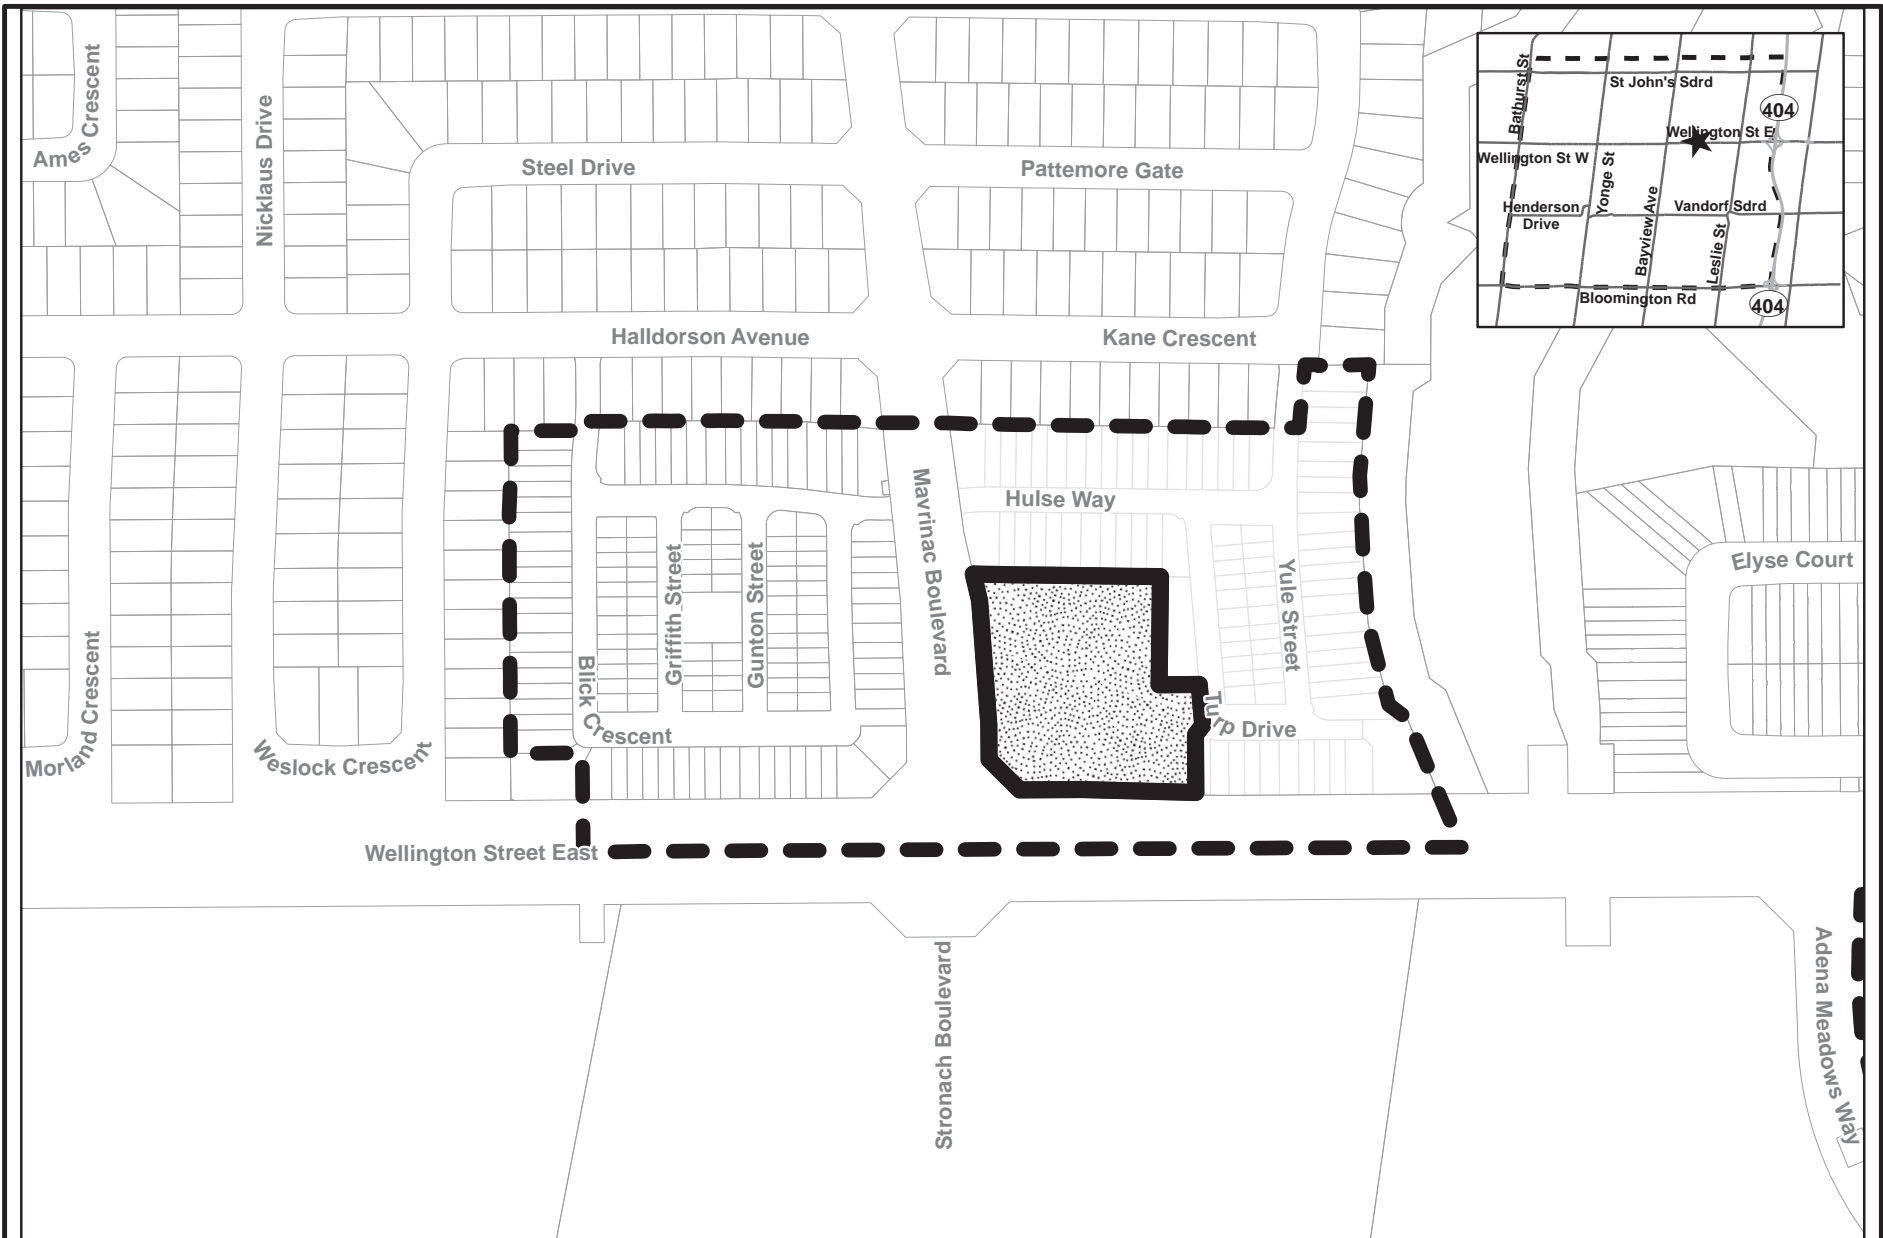 Ames Crescent
Nicklaus Drive
Steel Drive
Pattemore Gate
Halldorson Avenue
Kane Crescent
Bathurst St
St John's Sdrd
404
Wellington St E
Wellington St W
Yonge St
Bayview Ave
Henderson
Drive
Vandorf Sdrd
Leslie St
Bloomington Rd
404
Mavrinac Boulevard
Hulse Way
Griffith Street
Gunton Street
Yule Street
Elyse Court
Blick Crescent
Turp Drive
Morland Crescent
Weslock Crescent
Wellington Street East
Stronach Boulevard
Adena Meadows Way